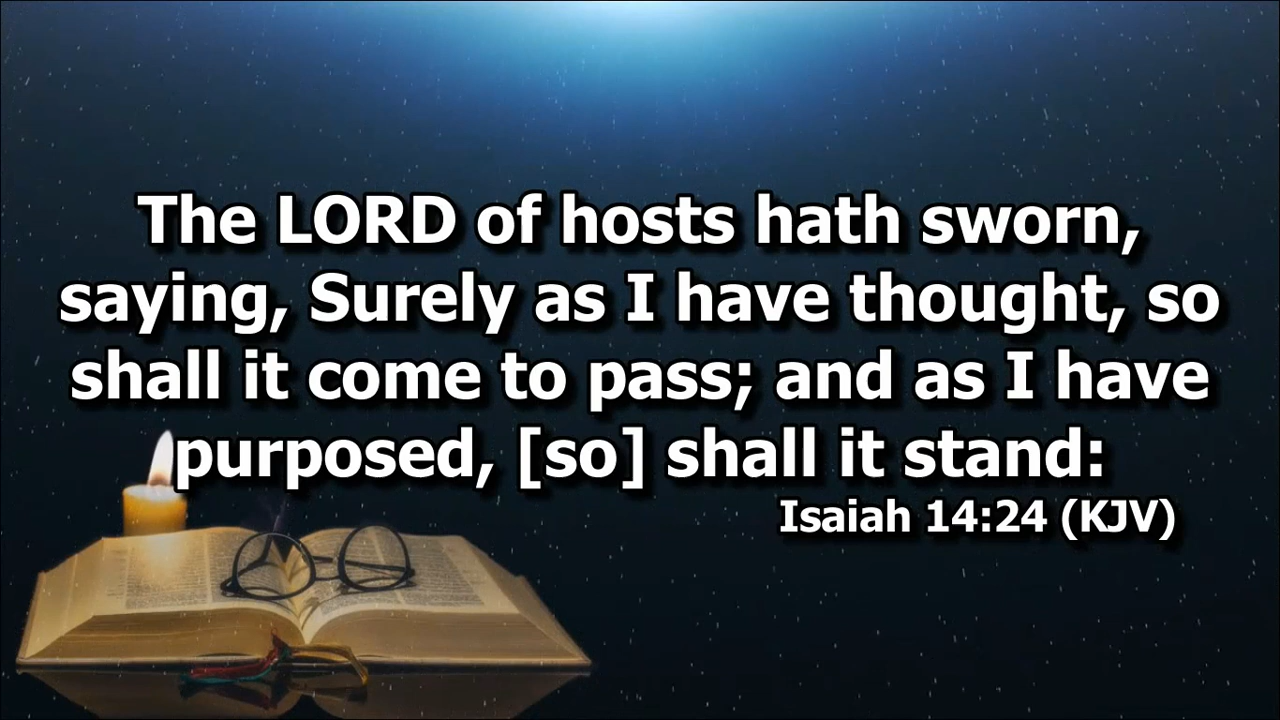 The LORD of hosts hath sworn,
saying, Surely as I have thought, so
shall it come to pass; and as I have
purposed, [so] shall it stand:
Isaiah 14:24 (KJV)